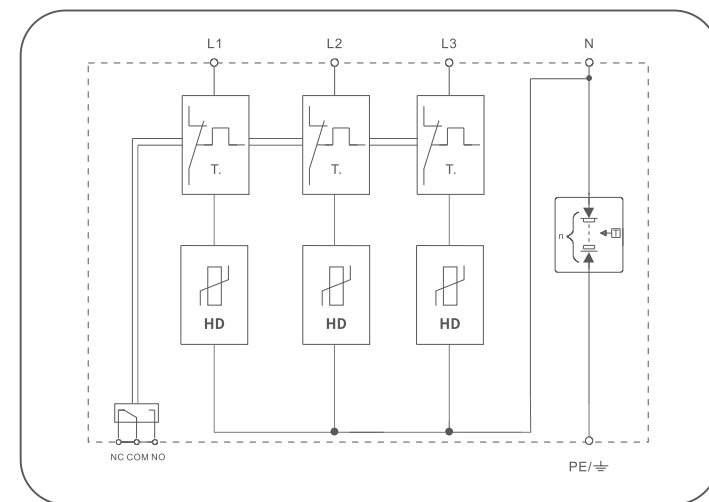 L1 L2 L3 N
T. T. T.
n T
HD HD HD
NC COM NO
PE/⏚